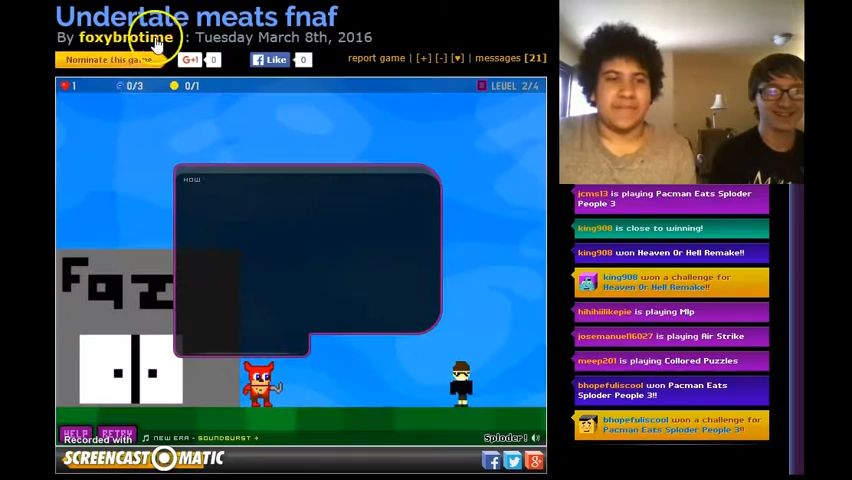 Undertale meats fnaf
By foxybrotime : Tuesday March 8th, 2016
Nominate this game
G+1 0
Like 0
report game | [+] [-] [♥] | messages [21]
1 0/3 0/1 LEVEL 2/4
HOW
Faz
HELP RETRY
NEW ERA - SOUNDBURST →
Sploder!
Recorded with
SCREENCAST MATIC
jcms13 is playing Pacman Eats Sploder
People 3
king908 is close to winning!
king908 won Heaven Or Hell Remake!!
king908 won a challenge for
Heaven Or Hell Remake!!
hihihiilikepie is playing Mlp
josemanuel16027 is playing Air Strike
meep201 is playing Collored Puzzles
bhopefuliscool won Pacman Eats
Sploder People 3!!
bhopefuliscool won a challenge for
Pacman Eats Sploder People 3!!